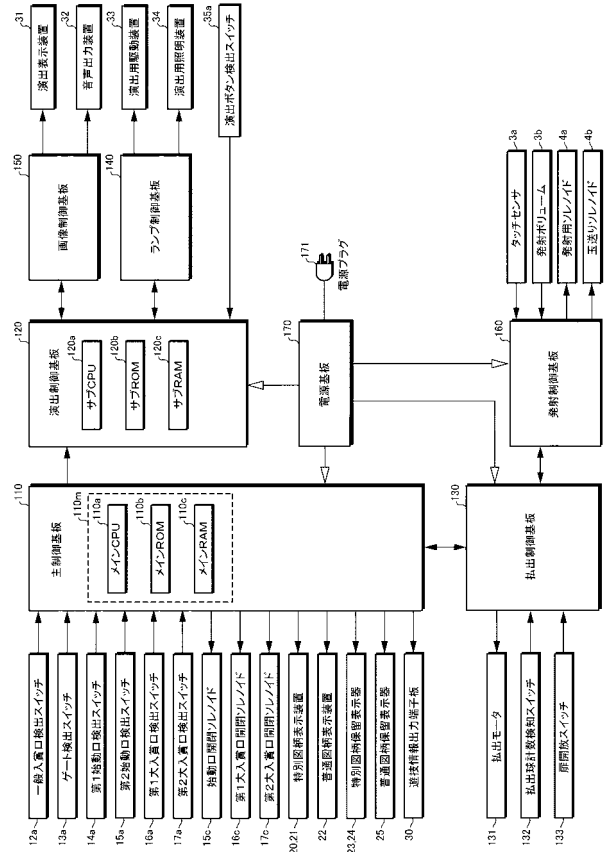 12a 一般入賞口検出スイッチ
13a ゲート検出スイッチ
14a 第1始動口検出スイッチ
15a 第2始動口検出スイッチ
16a 第1大入賞口検出スイッチ
17a 第2大入賞口検出スイッチ
15c 始動口開閉ソレノイド
16c 第1大入賞口開閉ソレノイド
17c 第2大入賞口開閉ソレノイド
20,21 特別図柄表示装置
22 普通図柄表示装置
23,24 特別図柄保留表示器
25 普通図柄保留表示器
30 遊技情報出力端子板
110
主制御基板
110m
110a
メインCPU
110b
メインROM
110c
メインRAM
120
演出制御基板
120a
サブCPU
120b
サブROM
120c
サブRAM
150
画像制御基板
140
ランプ制御基板
31
演出表示装置
32
音声出力装置
33
演出用駆動装置
34
演出用照明装置
35a
演出ボタン検出スイッチ
170
電源基板
171
電源プラグ
131 払出モータ
132 払出球計数検知スイッチ
133 扉開放スイッチ
130
払出制御基板
160
発射制御基板
3a
タッチセンサ
3b
発射ボリューム
4a
発射用ソレノイド
4b
玉送りソレノイド